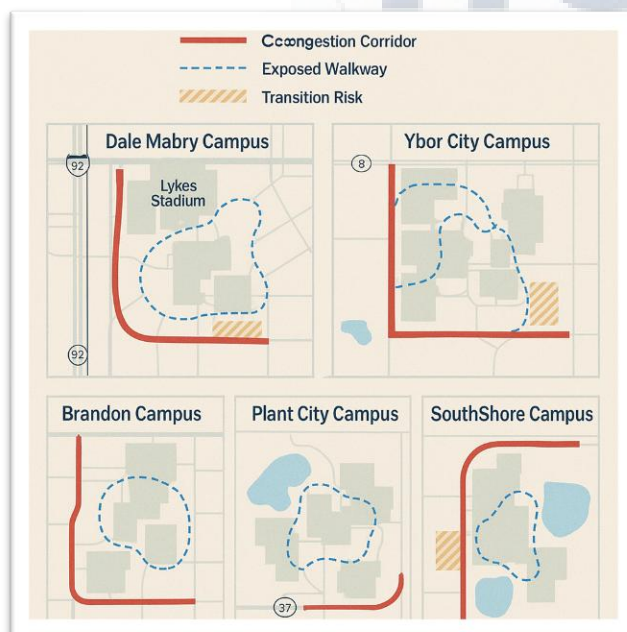 Ccongestion Corridor
Exposed Walkway
Transition Risk
Dale Mabry Campus
92
Lykes
Stadium
92
Ybor City Campus
8
Brandon Campus
Plant City Campus
37
SouthShore Campus